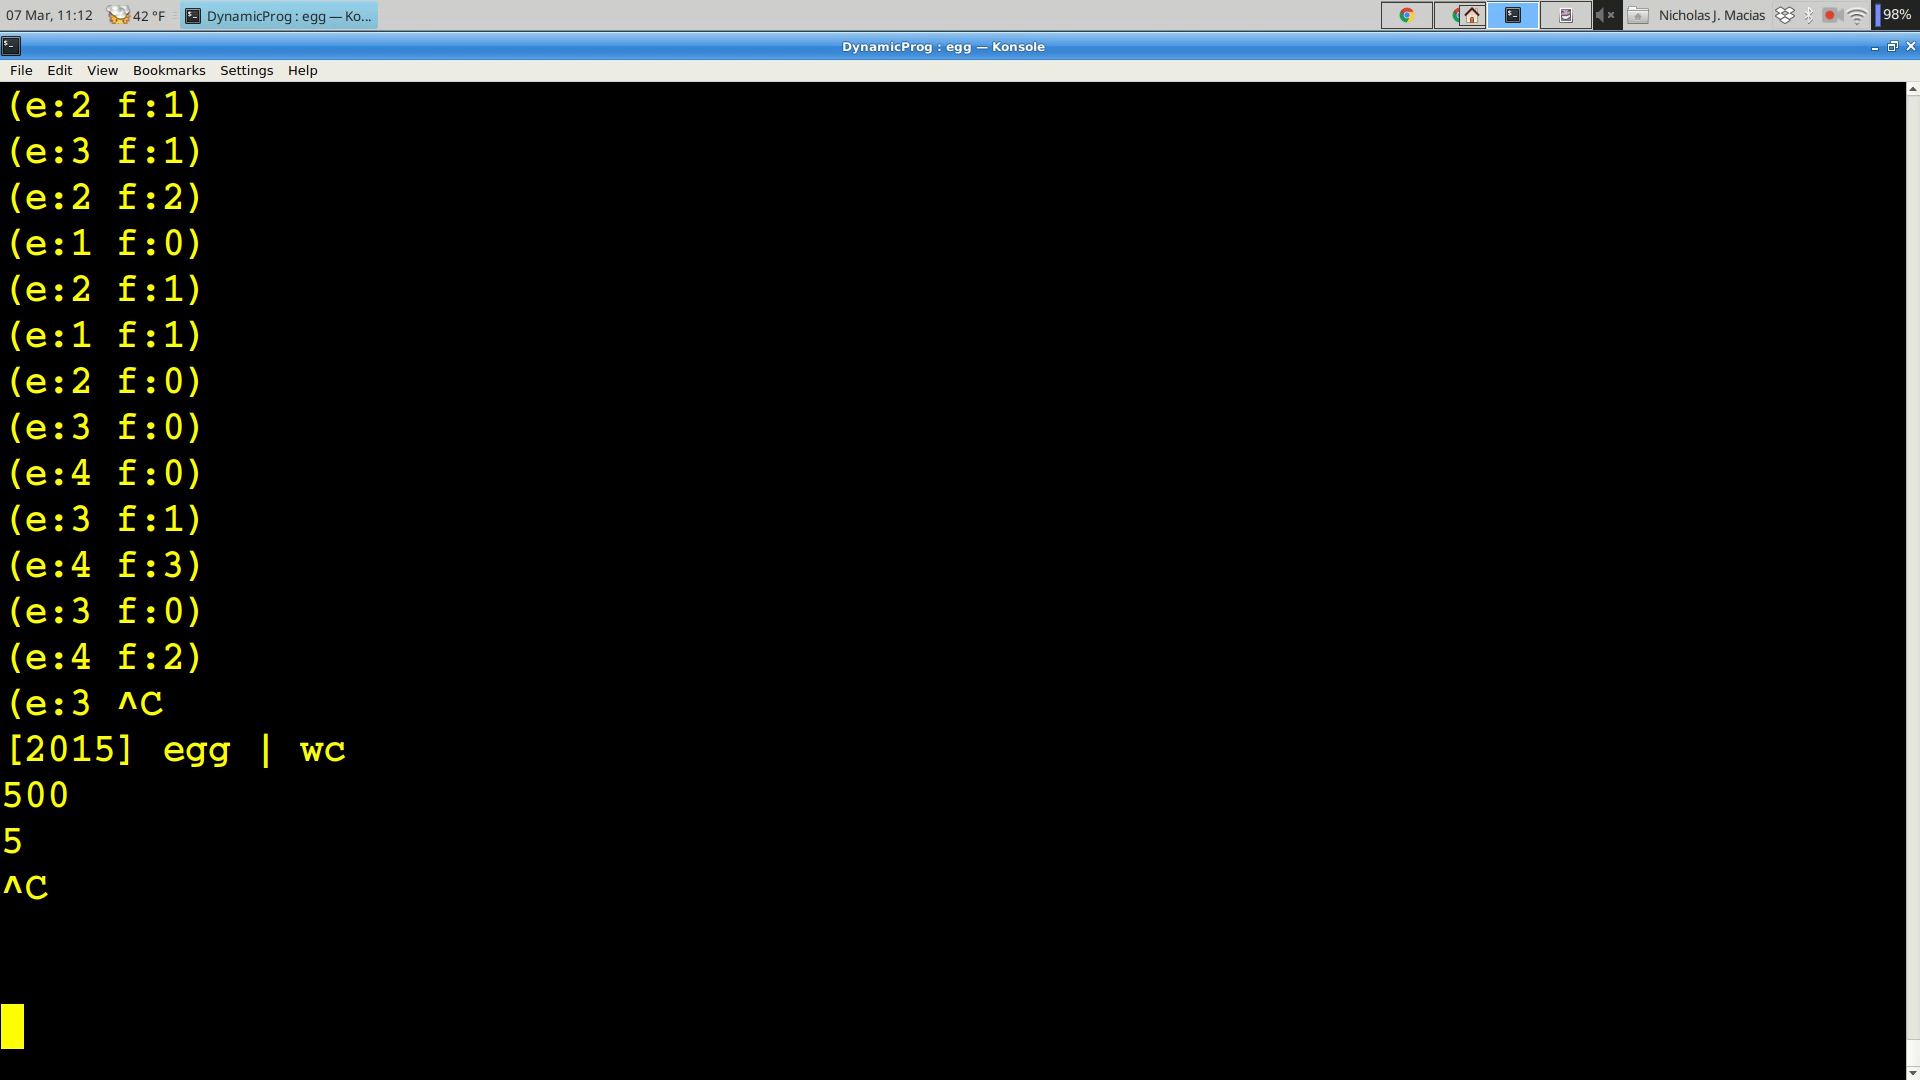 07 Mar, 11:12 42 °F DynamicProg : egg — Ko... Nicholas J. Macias 98%
DynamicProg : egg — Konsole
File Edit View Bookmarks Settings Help
(e:2 f:1)
(e:3 f:1)
(e:2 f:2)
(e:1 f:0)
(e:2 f:1)
(e:1 f:1)
(e:2 f:0)
(e:3 f:0)
(e:4 f:0)
(e:3 f:1)
(e:4 f:3)
(e:3 f:0)
(e:4 f:2)
(e:3 ^C
[2015] egg | wc
500
5
^C